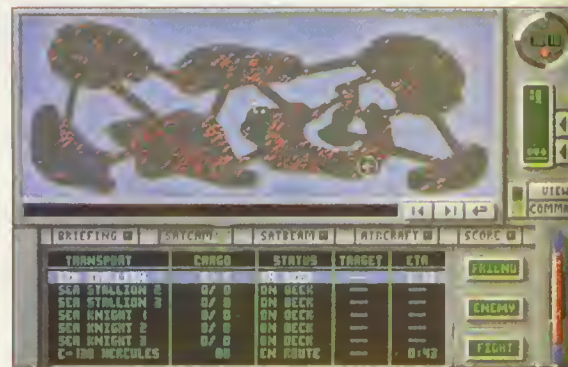 VIEW
COMMA
BRIEFING SATCAM SATBEAM AIRCRAFT SCORE
TRANSPORT CARGO STATUS TARGET ETA
SEA STALLION 2 0/ 0 ON DECK
SEA STALLION 3 0/ 0 ON DECK
SEA KNIGHT 1 0/ 0 ON DECK
SEA KNIGHT 2 0/ 0 ON DECK
SEA KNIGHT 3 0/ 0 ON DECK
C-130 HERCULES EN ROUTE 0:43
FRIEND
ENEMY
FIGHT